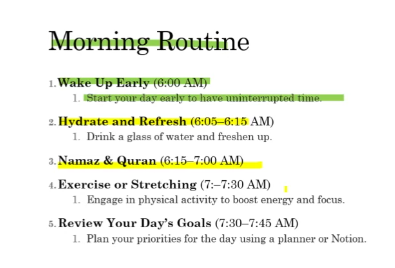 Morning Routine
1. Wake Up Early (6:00 AM)
1. Start your day early to have uninterrupted time.
2. Hydrate and Refresh (6:05–6:15 AM)
1. Drink a glass of water and freshen up.
3. Namaz & Quran (6:15–7:00 AM)
4. Exercise or Stretching (7:–7:30 AM)
1. Engage in physical activity to boost energy and focus.
5. Review Your Day's Goals (7:30–7:45 AM)
1. Plan your priorities for the day using a planner or Notion.